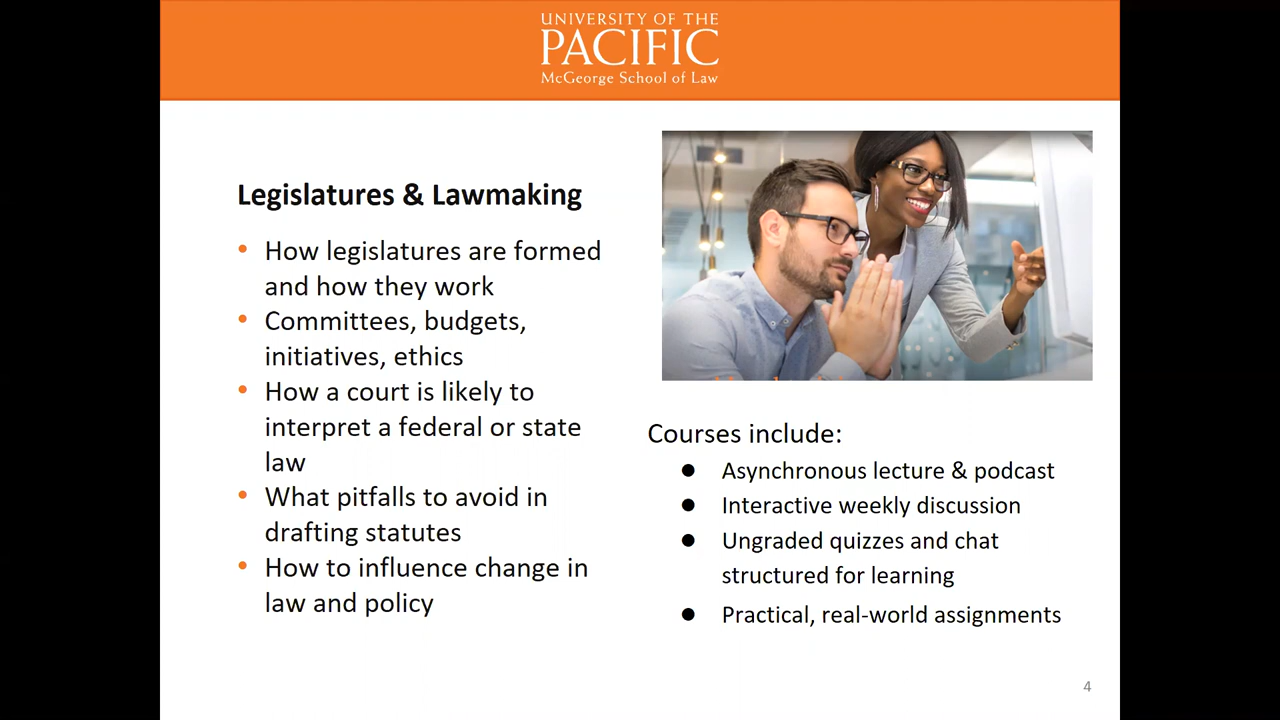 UNIVERSITY OF THE
PACIFIC
McGeorge School of Law
Legislatures & Lawmaking
• How legislatures are formed
and how they work
• Committees, budgets,
initiatives, ethics
• How a court is likely to
interpret a federal or state
law
• What pitfalls to avoid in
drafting statutes
• How to influence change in
law and policy
Courses include:
● Asynchronous lecture & podcast
● Interactive weekly discussion
● Ungraded quizzes and chat
structured for learning
● Practical, real-world assignments
4